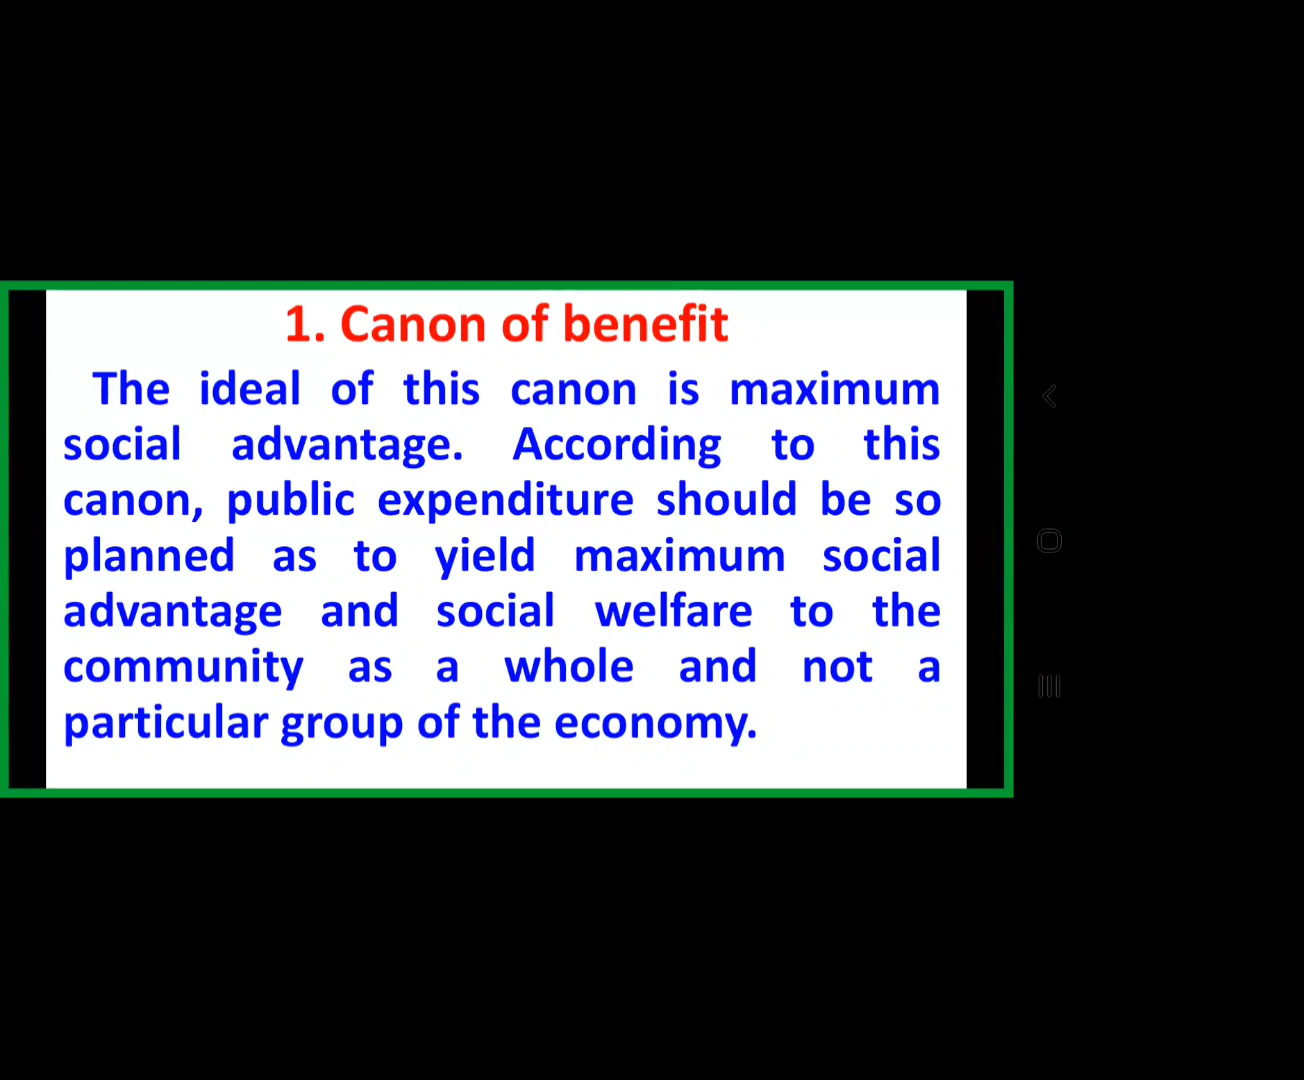 1. Canon of benefit
The ideal of this canon is maximum
social advantage. According to this
canon, public expenditure should be so
planned as to yield maximum social
advantage and social welfare to the
community as a whole and not a
particular group of the economy.